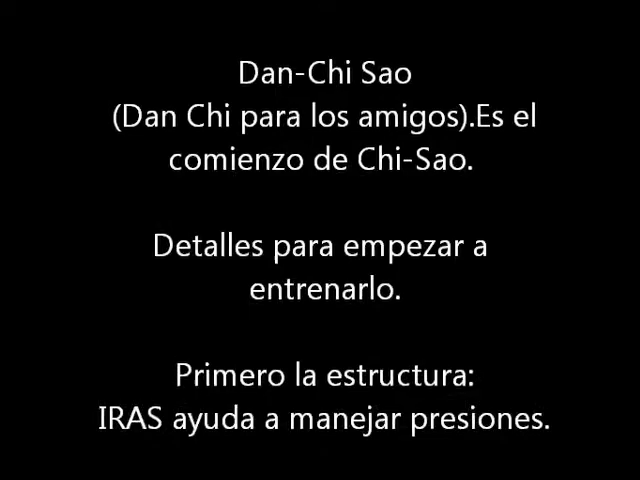 Dan-Chi Sao
(Dan Chi para los amigos).Es el
comienzo de Chi-Sao.
Detalles para empezar a
entrenarlo.
Primero la estructura:
IRAS ayuda a manejar presiones.